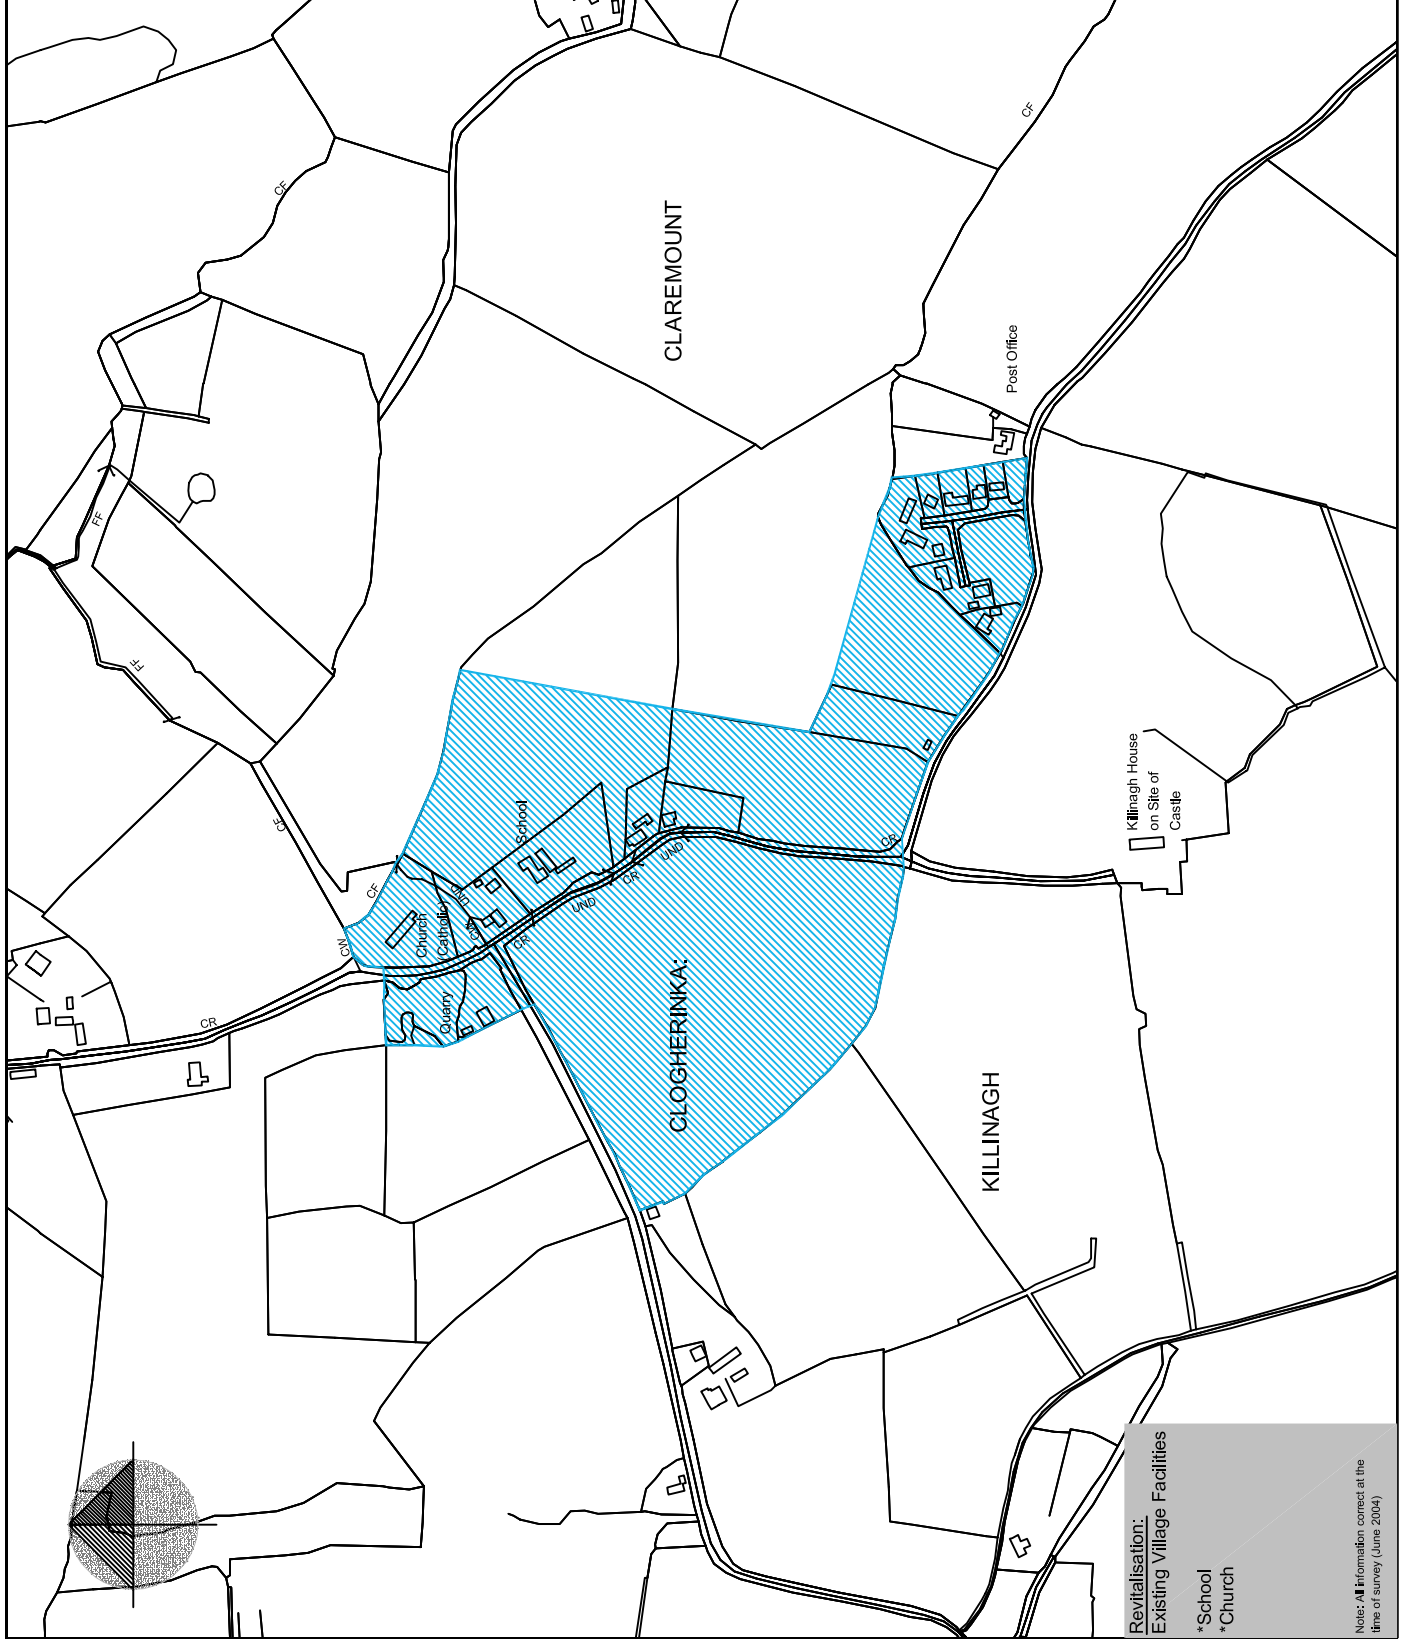 CLAREMOUNT
CF
CF
Post Office
FF
FF
CF
School
CF
CW
Church
(Catholic)
UND
CW
CR
UND
CR
UND
CR
CR
Quarry
CLOGHERINKA:
Killinagh House
on Site of
Castle
KILLINAGH
Revitalisation:
Existing Village Facilities
*School
*Church
Note: All information correct at the
time of survey (June 2004)